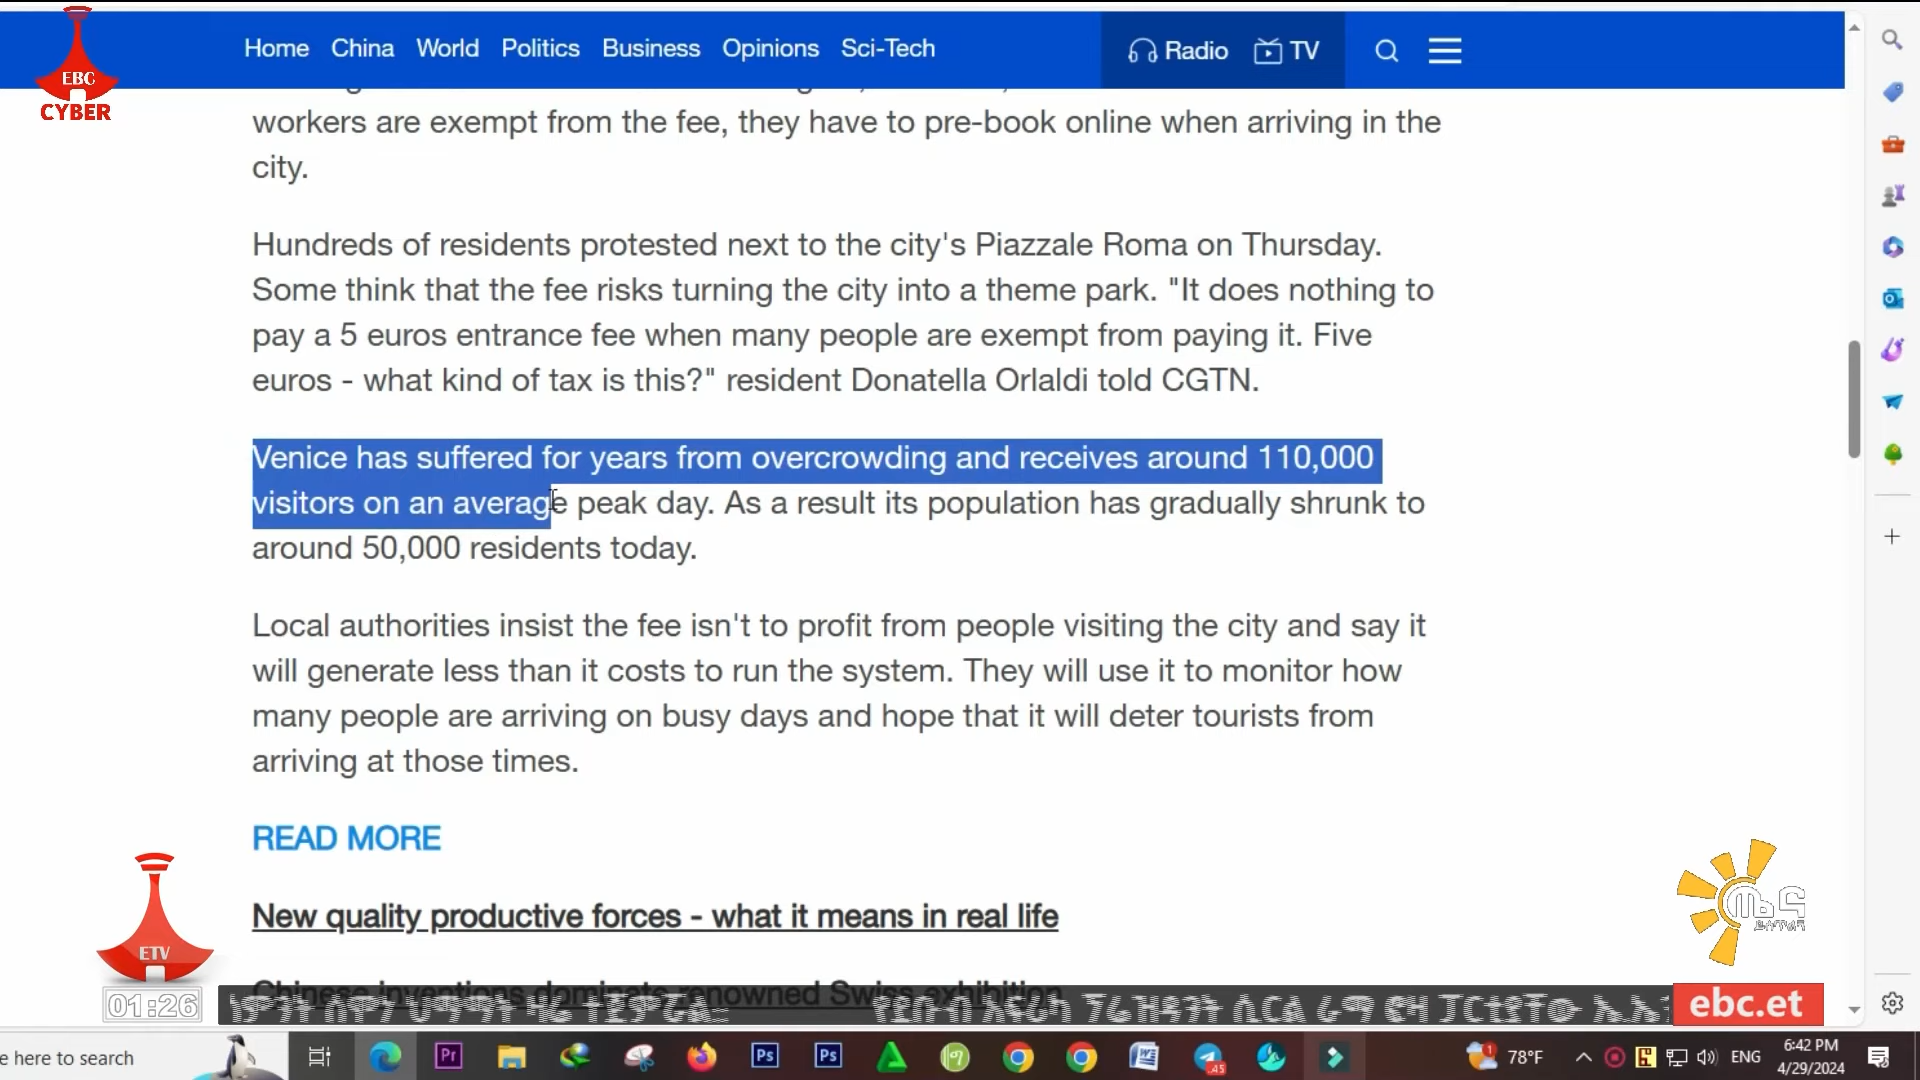 Home China World Politics Business Opinions Sci-Tech Radio TV
EBC
CYBER
workers are exempt from the fee, they have to pre-book online when arriving in the
city.
Hundreds of residents protested next to the city's Piazzale Roma on Thursday.
Some think that the fee risks turning the city into a theme park. "It does nothing to
pay a 5 euros entrance fee when many people are exempt from paying it. Five
euros - what kind of tax is this?" resident Donatella Orlaldi told CGTN.
Venice has suffered for years from overcrowding and receives around 110,000
visitors on an average peak day. As a result its population has gradually shrunk to
around 50,000 residents today.
Local authorities insist the fee isn't to profit from people visiting the city and say it
will generate less than it costs to run the system. They will use it to monitor how
many people are arriving on busy days and hope that it will deter tourists from
arriving at those times.
READ MORE
New quality productive forces - what it means in real life
ETV
Chinese inventions dominate renowned Swiss exhibition
01:26
ebc.et
e here to search
Pr
Ps
Ps
.45
78°F
ENG
6:42 PM
4/29/2024